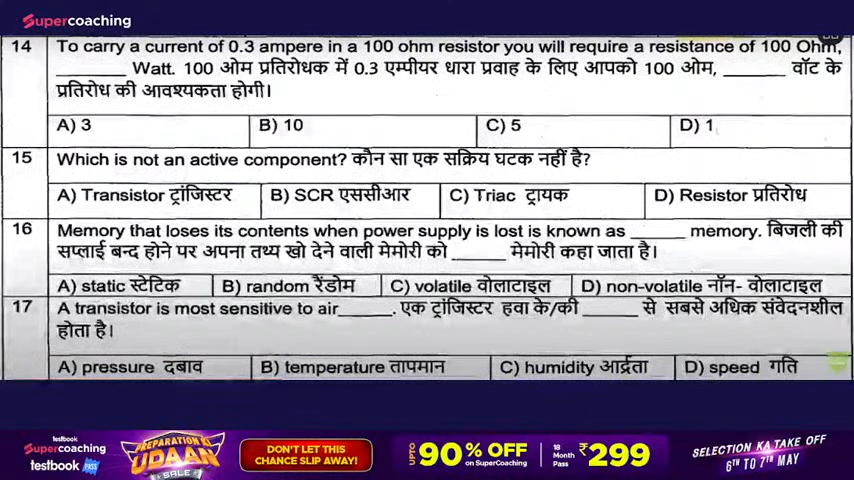 Supercoaching
14 To carry a current of 0.3 ampere in a 100 ohm resistor you will require a resistance of 100 Ohm,
_______ Watt. 100 ओम प्रतिरोधक में 0.3 एम्पीयर धारा प्रवाह के लिए आपको 100 ओम, ______ वॉट के
प्रतिरोध की आवश्यकता होगी।
A) 3 B) 10 C) 5 D) 1
15 Which is not an active component? कौन सा एक सक्रिय घटक नहीं है?
A) Transistor ट्रांजिस्टर B) SCR एससीआर C) Triac ट्रायक D) Resistor प्रतिरोध
16 Memory that loses its contents when power supply is lost is known as _____ memory. बिजली की
सप्लाई बन्द होने पर अपना तथ्य खो देने वाली मेमोरी को _____ मेमोरी कहा जाता है।
A) static स्टेटिक B) random रैंडोम C) volatile वोलाटाइल D) non-volatile नॉन- वोलाटाइल
17 A transistor is most sensitive to air_____. एक ट्रांजिस्टर हवा के/की _____ से सबसे अधिक संवेदनशील
होता है।
A) pressure दबाव B) temperature तापमान C) humidity आर्द्रता D) speed गति
testbook
Supercoaching
testbook PASS
PREPARATION KI
UDAAN
SALE
DON'T LET THIS
CHANCE SLIP AWAY!
UPTO 90% OFF
on SuperCoaching
18
Month
Pass
₹299
SELECTION KA TAKE OFF
6TH TO 7TH MAY